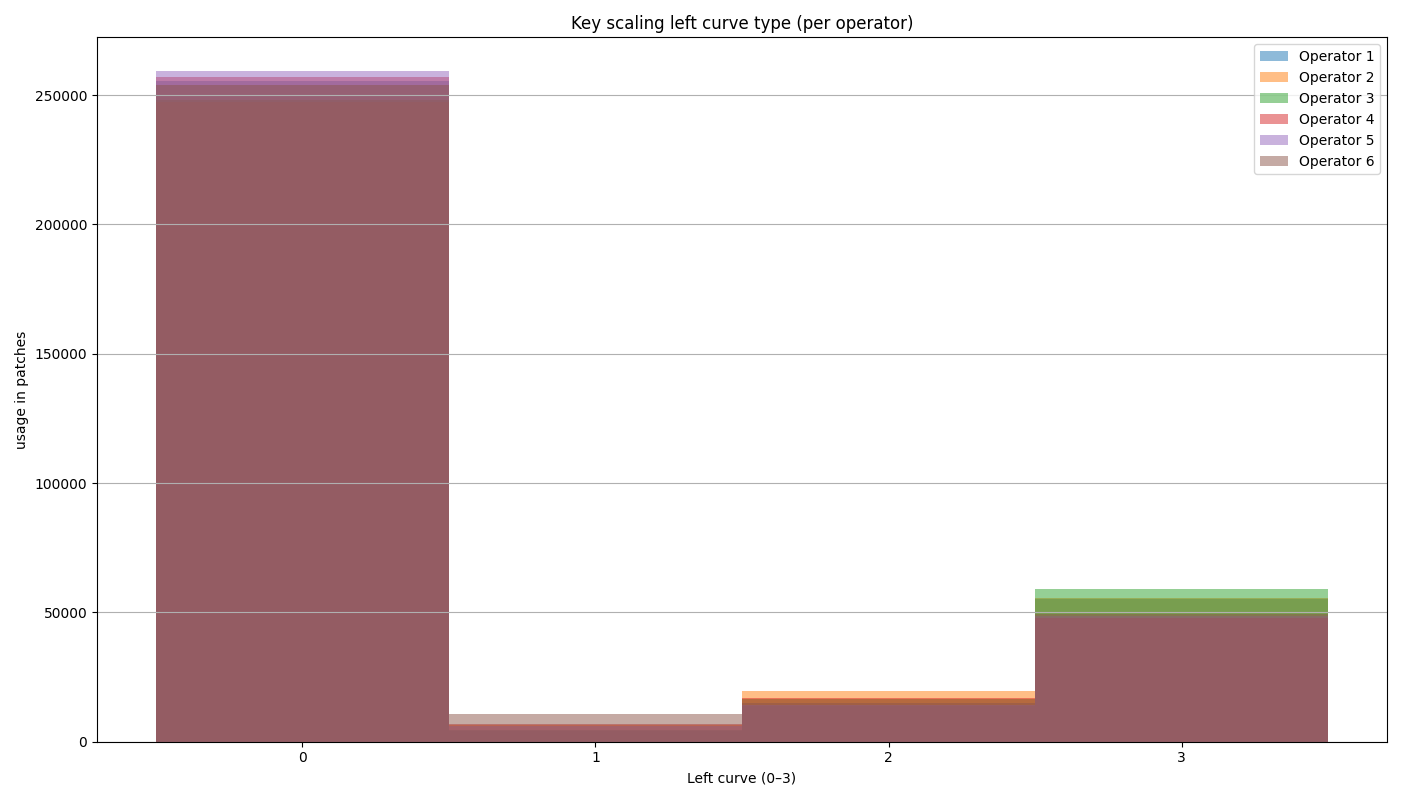 Key scaling left curve type (per operator)
Operator 1
Operator 2
Operator 3
Operator 4
Operator 5
Operator 6
250000
200000
150000
100000
50000
0
usage in patches
0 1 2 3
Left curve (0–3)